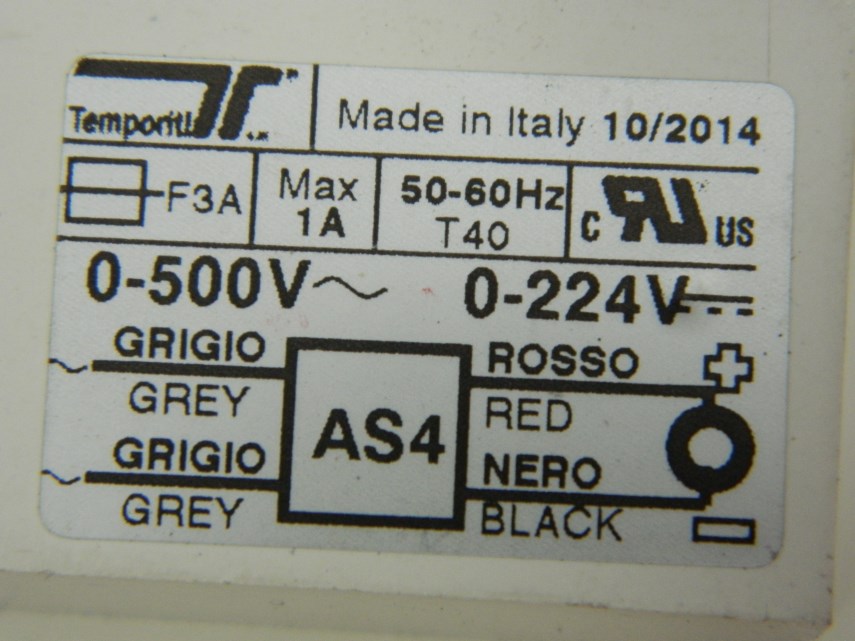 Temporiti
Made in Italy 10/2014
F3A
Max
1A
50-60Hz
T40
C RU US
0-500V~ 0-224V⎓
GRIGIO
GREY
GRIGIO
GREY
AS4
ROSSO +
RED
NERO
BLACK -